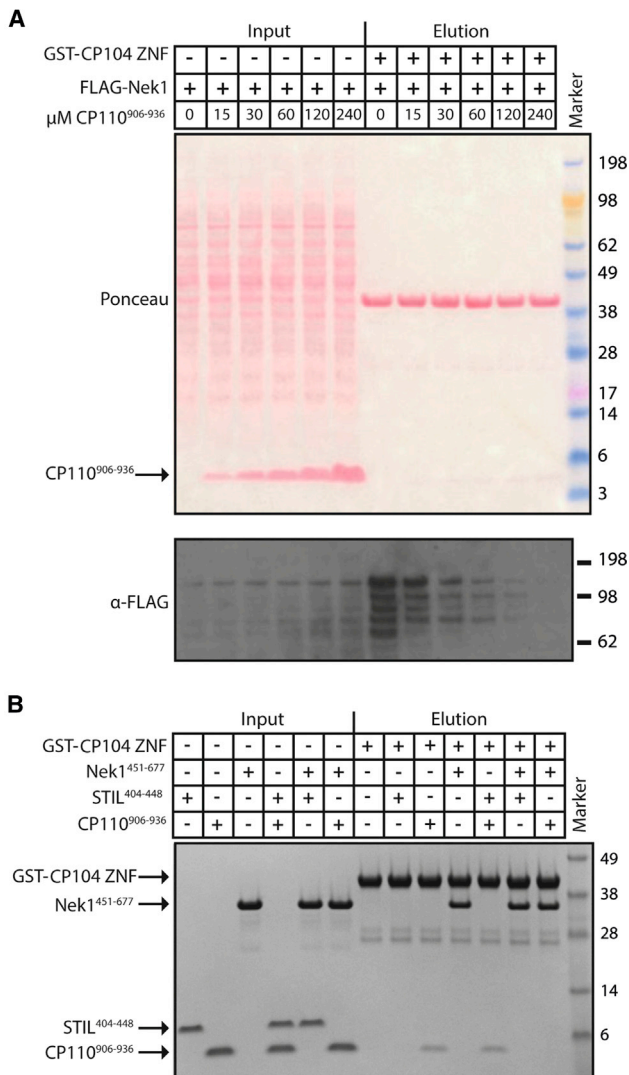 A
Input Elution
GST-CP104 ZNF - - - - - - + + + + + +
FLAG-Nek1 + + + + + + + + + + + +
µM CP110906-936 0 15 30 60 120 240 0 15 30 60 120 240
Marker
198
98
62
49
Ponceau
38
28
17
14
6
CP110906-936
3
198
α-FLAG
98
62
B
Input Elution
GST-CP104 ZNF - - - - - - + + + + + + +
Nek1451-677 - - + - + + - - - + - + +
STIL404-448 + - - + + - - + - - + + -
CP110906-936 - + - + - + - - + - + - +
Marker
49
GST-CP104 ZNF
38
Nek1451-677
28
14
STIL404-448
6
CP110906-936